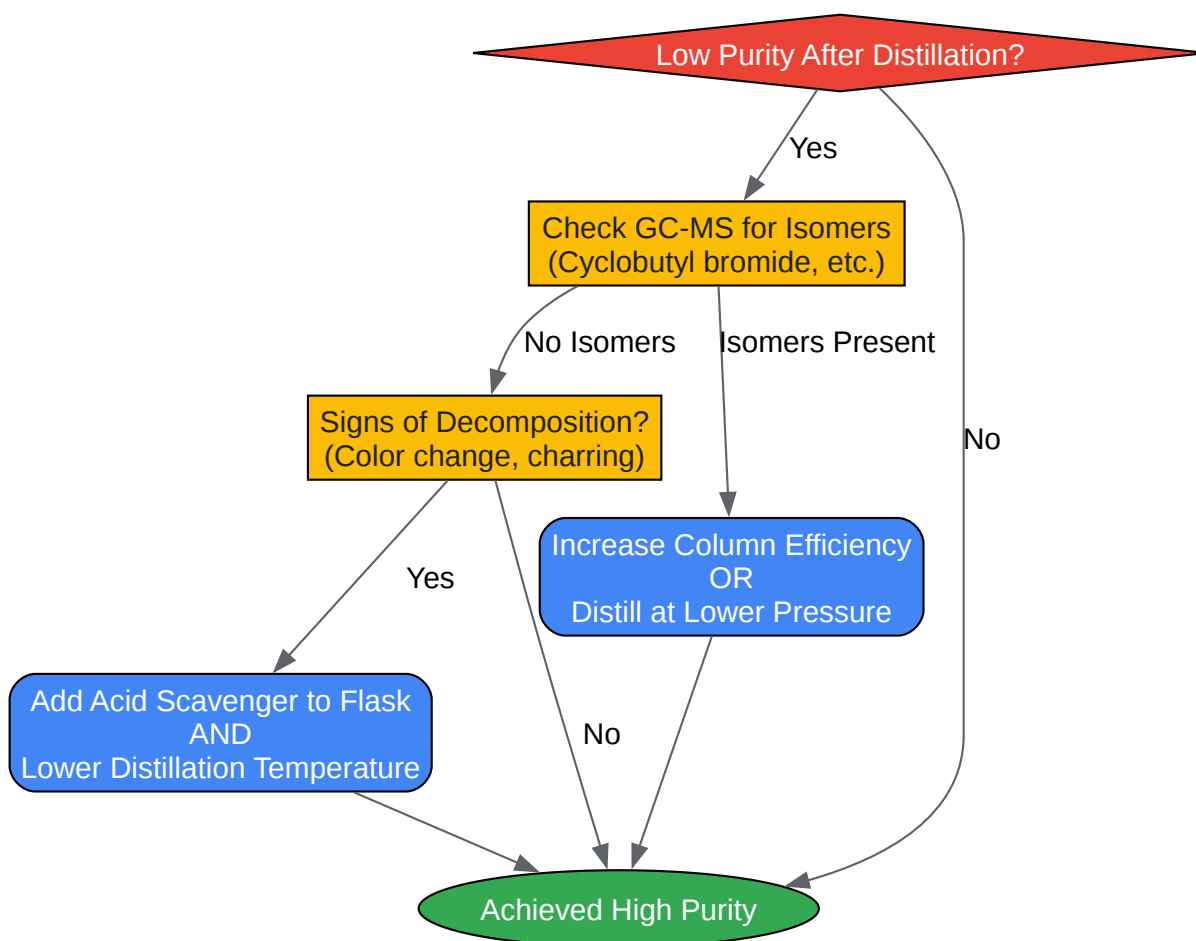 Low Purity After Distillation?
Yes
Check GC-MS for Isomers
(Cyclobutyl bromide, etc.)
No Isomers
Isomers Present
Signs of Decomposition?
(Color change, charring)
No
Increase Column Efficiency
OR
Distill at Lower Pressure
Yes
Add Acid Scavenger to Flask
AND
Lower Distillation Temperature
No
Achieved High Purity